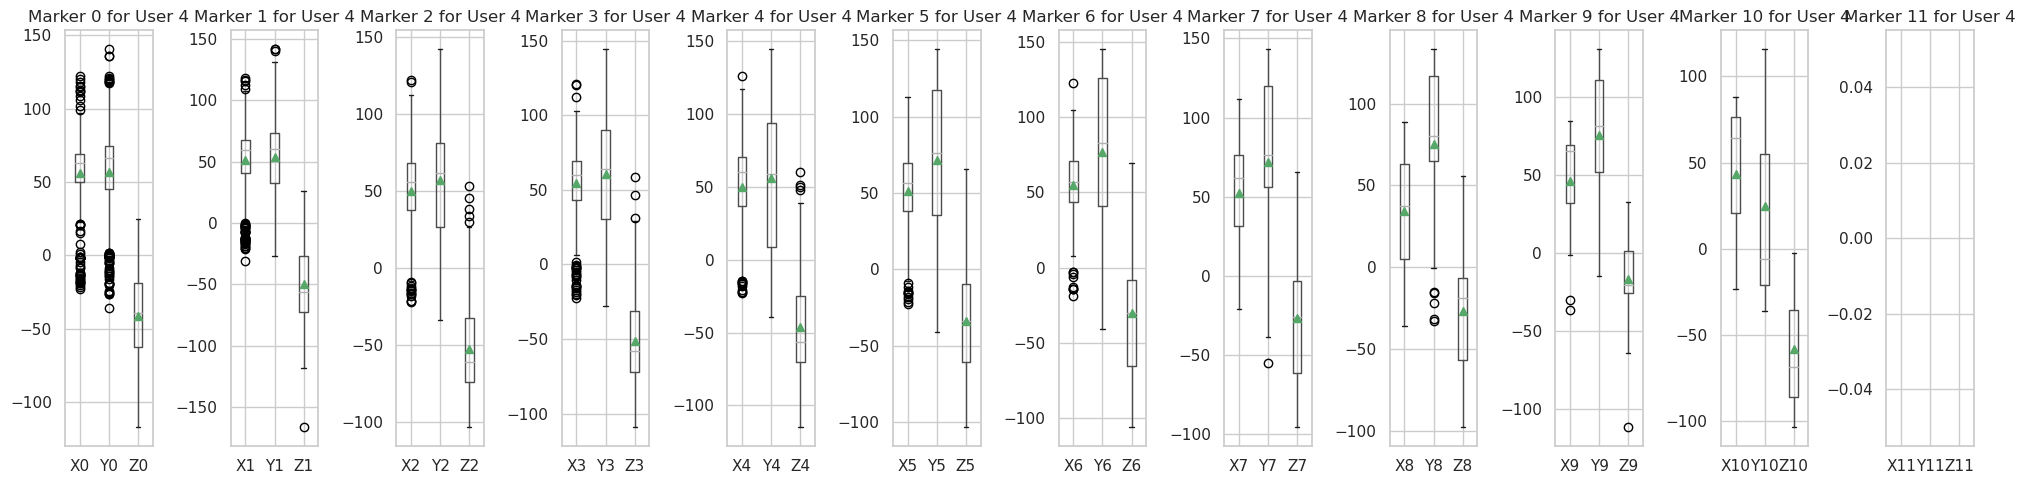 Marker 0 for User 4
150
100
50
0
−50
−100
X0 Y0 Z0
Marker 1 for User 4
150
100
50
0
−50
−100
−150
X1 Y1 Z1
Marker 2 for User 4
150
100
50
0
−50
−100
X2 Y2 Z2
Marker 3 for User 4
150
100
50
0
−50
−100
X3 Y3 Z3
Marker 4 for User 4
150
100
50
0
−50
−100
X4 Y4 Z4
Marker 5 for User 4
150
100
50
0
−50
−100
X5 Y5 Z5
Marker 6 for User 4
150
100
50
0
−50
−100
X6 Y6 Z6
Marker 7 for User 4
150
100
50
0
−50
−100
X7 Y7 Z7
Marker 8 for User 4
100
50
0
−50
−100
X8 Y8 Z8
Marker 9 for User 4
100
50
0
−50
−100
X9 Y9 Z9
Marker 10 for User 4
100
50
0
−50
−100
X10 Y10 Z10
Marker 11 for User 4
0.04
0.02
0.00
−0.02
−0.04
X11 Y11 Z11